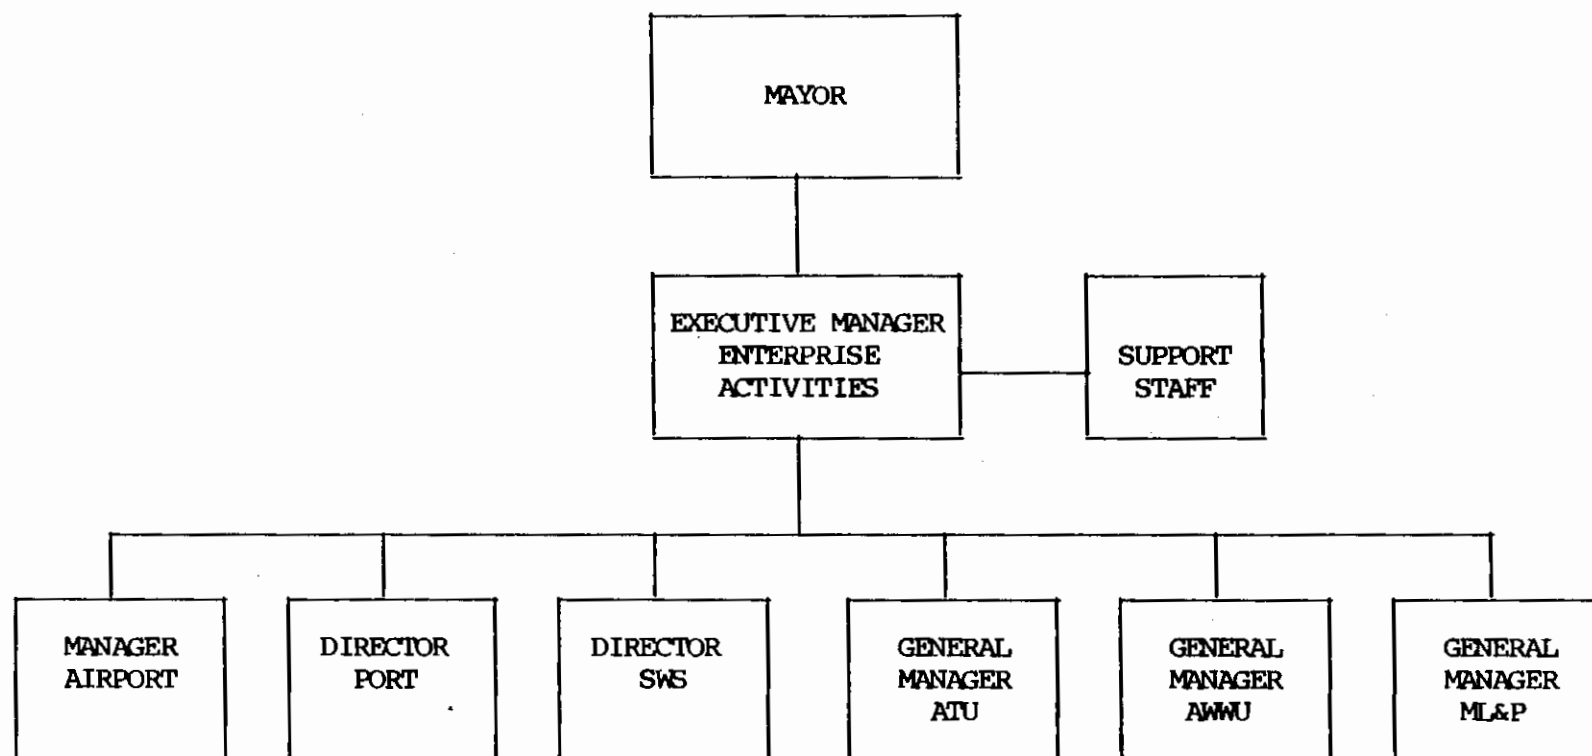 MAYOR
EXECUTIVE MANAGER
ENTERPRISE
ACTIVITIES
SUPPORT
STAFF
MANAGER
AIRPORT
DIRECTOR
PORT
DIRECTOR
SWS
GENERAL
MANAGER
ATU
GENERAL
MANAGER
AWWU
GENERAL
MANAGER
ML&P